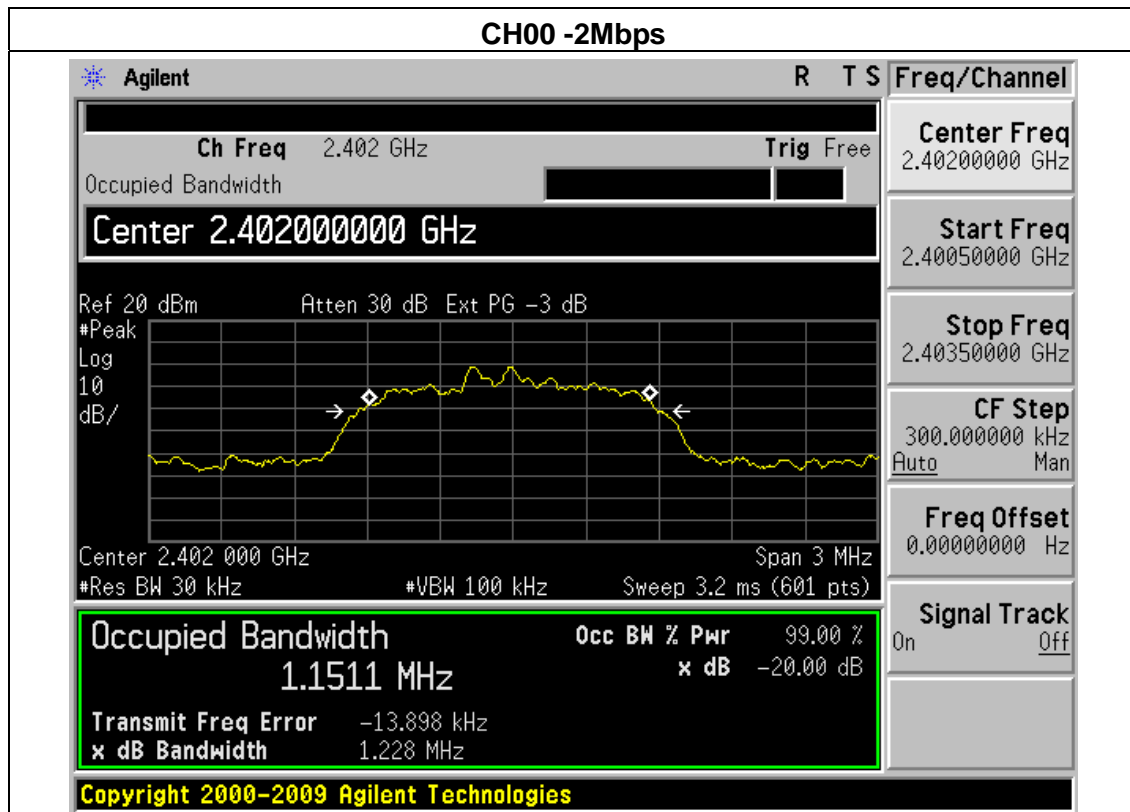 CH00 -2Mbps
Agilent R T S Freq/Channel
Ch Freq 2.402 GHz Trig Free
Occupied Bandwidth
Center 2.402000000 GHz
Ref 20 dBm Atten 30 dB Ext PG -3 dB
#Peak
Log
10
dB/
Center 2.402 000 GHz Span 3 MHz
#Res BW 30 kHz #VBW 100 kHz Sweep 3.2 ms (601 pts)
Occupied Bandwidth Occ BW % Pwr 99.00 %
1.1511 MHz x dB -20.00 dB
Transmit Freq Error -13.898 kHz
x dB Bandwidth 1.228 MHz
Center Freq
2.40200000 GHz
Start Freq
2.40050000 GHz
Stop Freq
2.40350000 GHz
CF Step
300.000000 kHz
Auto Man
Freq Offset
0.00000000 Hz
Signal Track
On Off
Copyright 2000-2009 Agilent Technologies